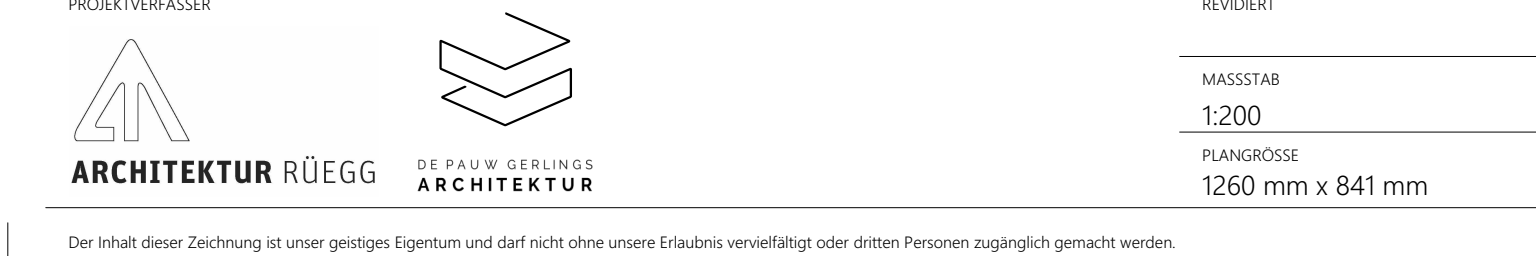 PROJEKTVERFASSER
ARCHITEKTUR RÜEGG
DE PAUW GERLINGS
ARCHITEKTUR
REVIDIERT
MASSSTAB
1:200
PLANGRÖSSE
1260 mm x 841 mm
Der Inhalt dieser Zeichnung ist unser geistiges Eigentum und darf nicht ohne unsere Erlaubnis vervielfältigt oder dritten Personen zugänglich gemacht werden.